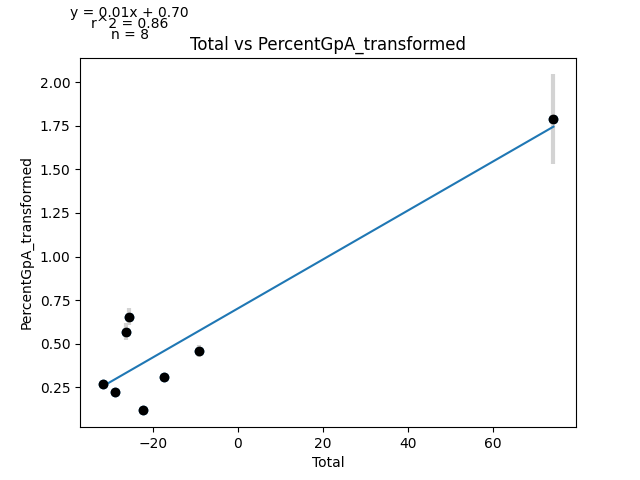 y = 0.01x + 0.70
r^2 = 0.86
n = 8
Total vs PercentGpA_transformed
PercentGpA_transformed
2.00
1.75
1.50
1.25
1.00
0.75
0.50
0.25
−20 0 20 40 60
Total